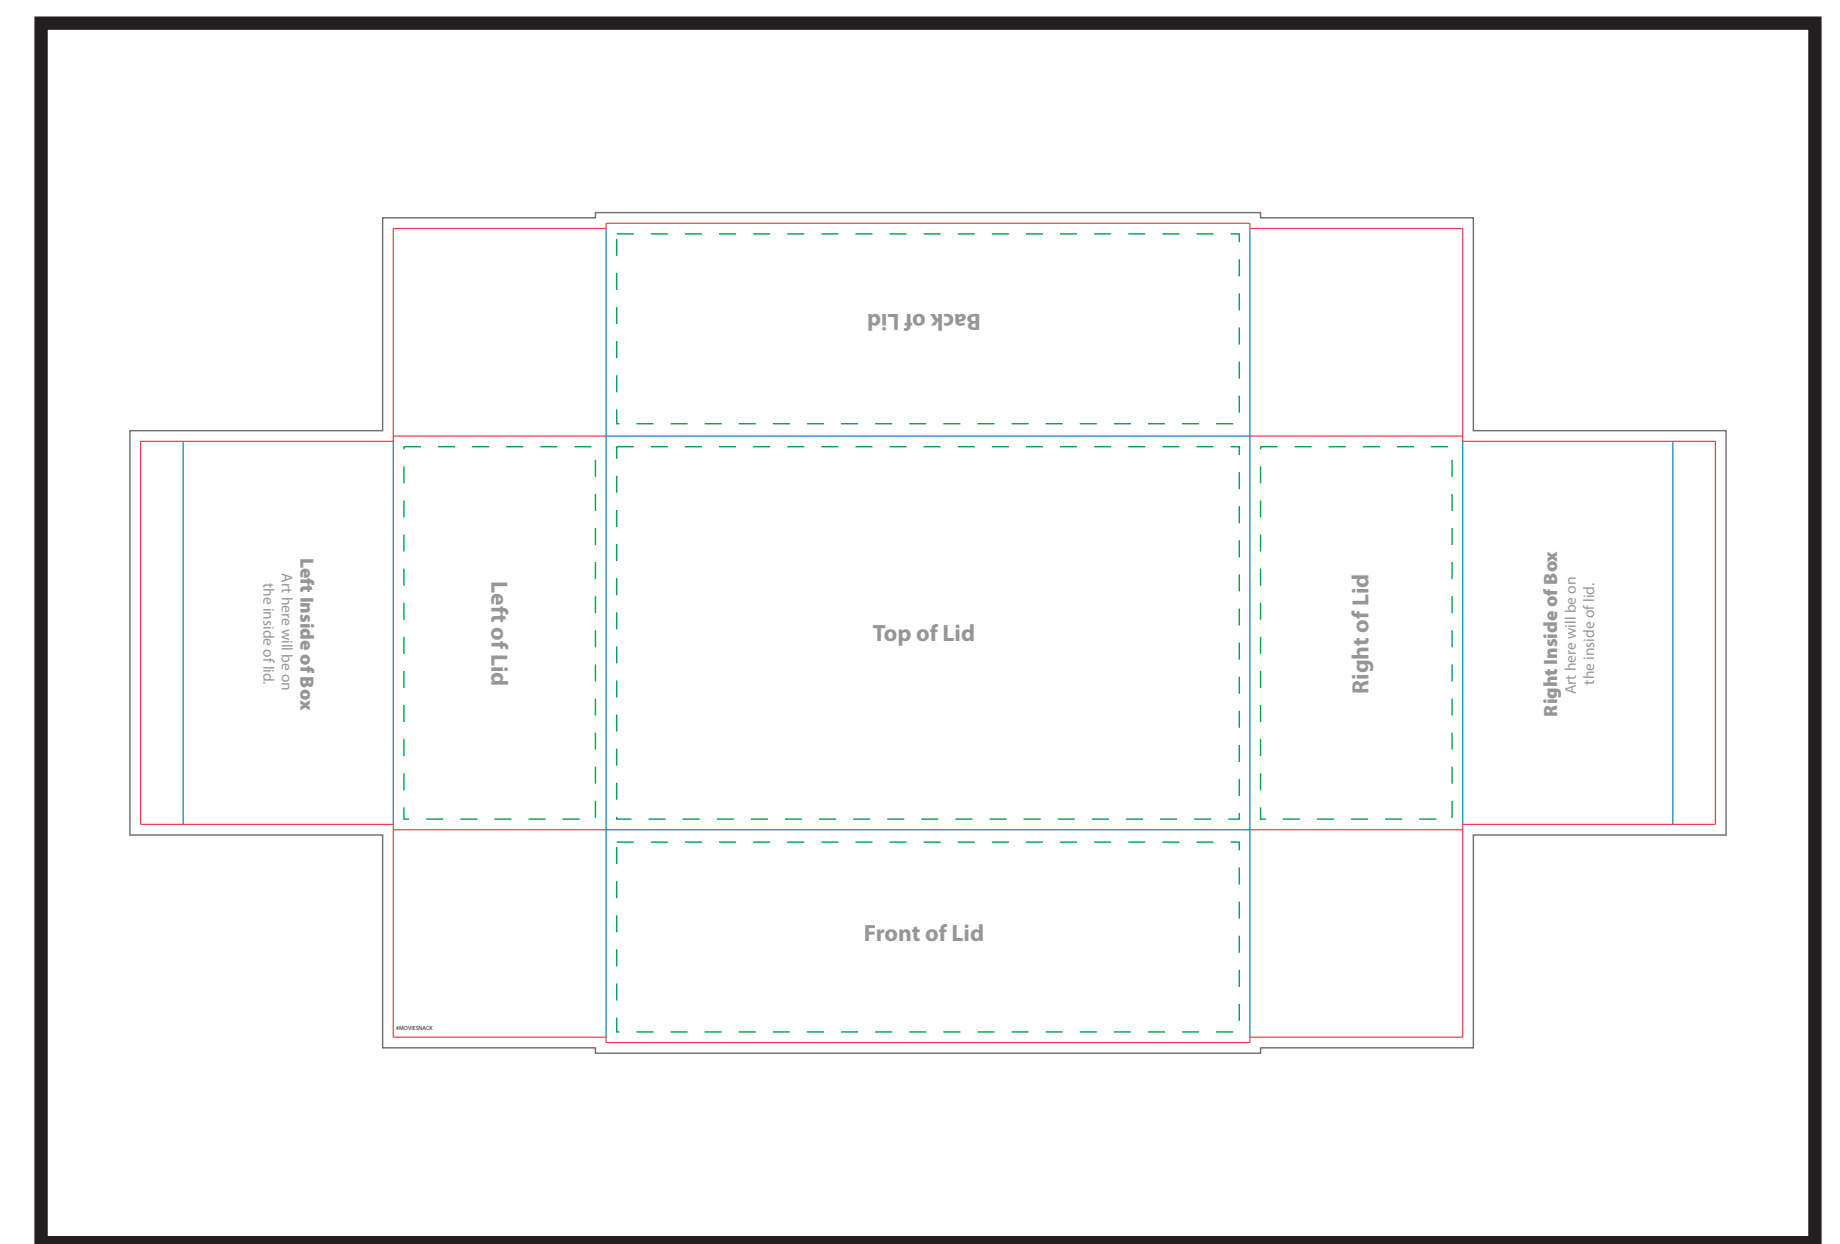 Back of Lid
Left Inside of Box
Art here will be on
the inside of lid.
Left of Lid
Top of Lid
Right of Lid
Right Inside of Box
Art here will be on
the inside of lid.
Front of Lid
#MOVIESNACK